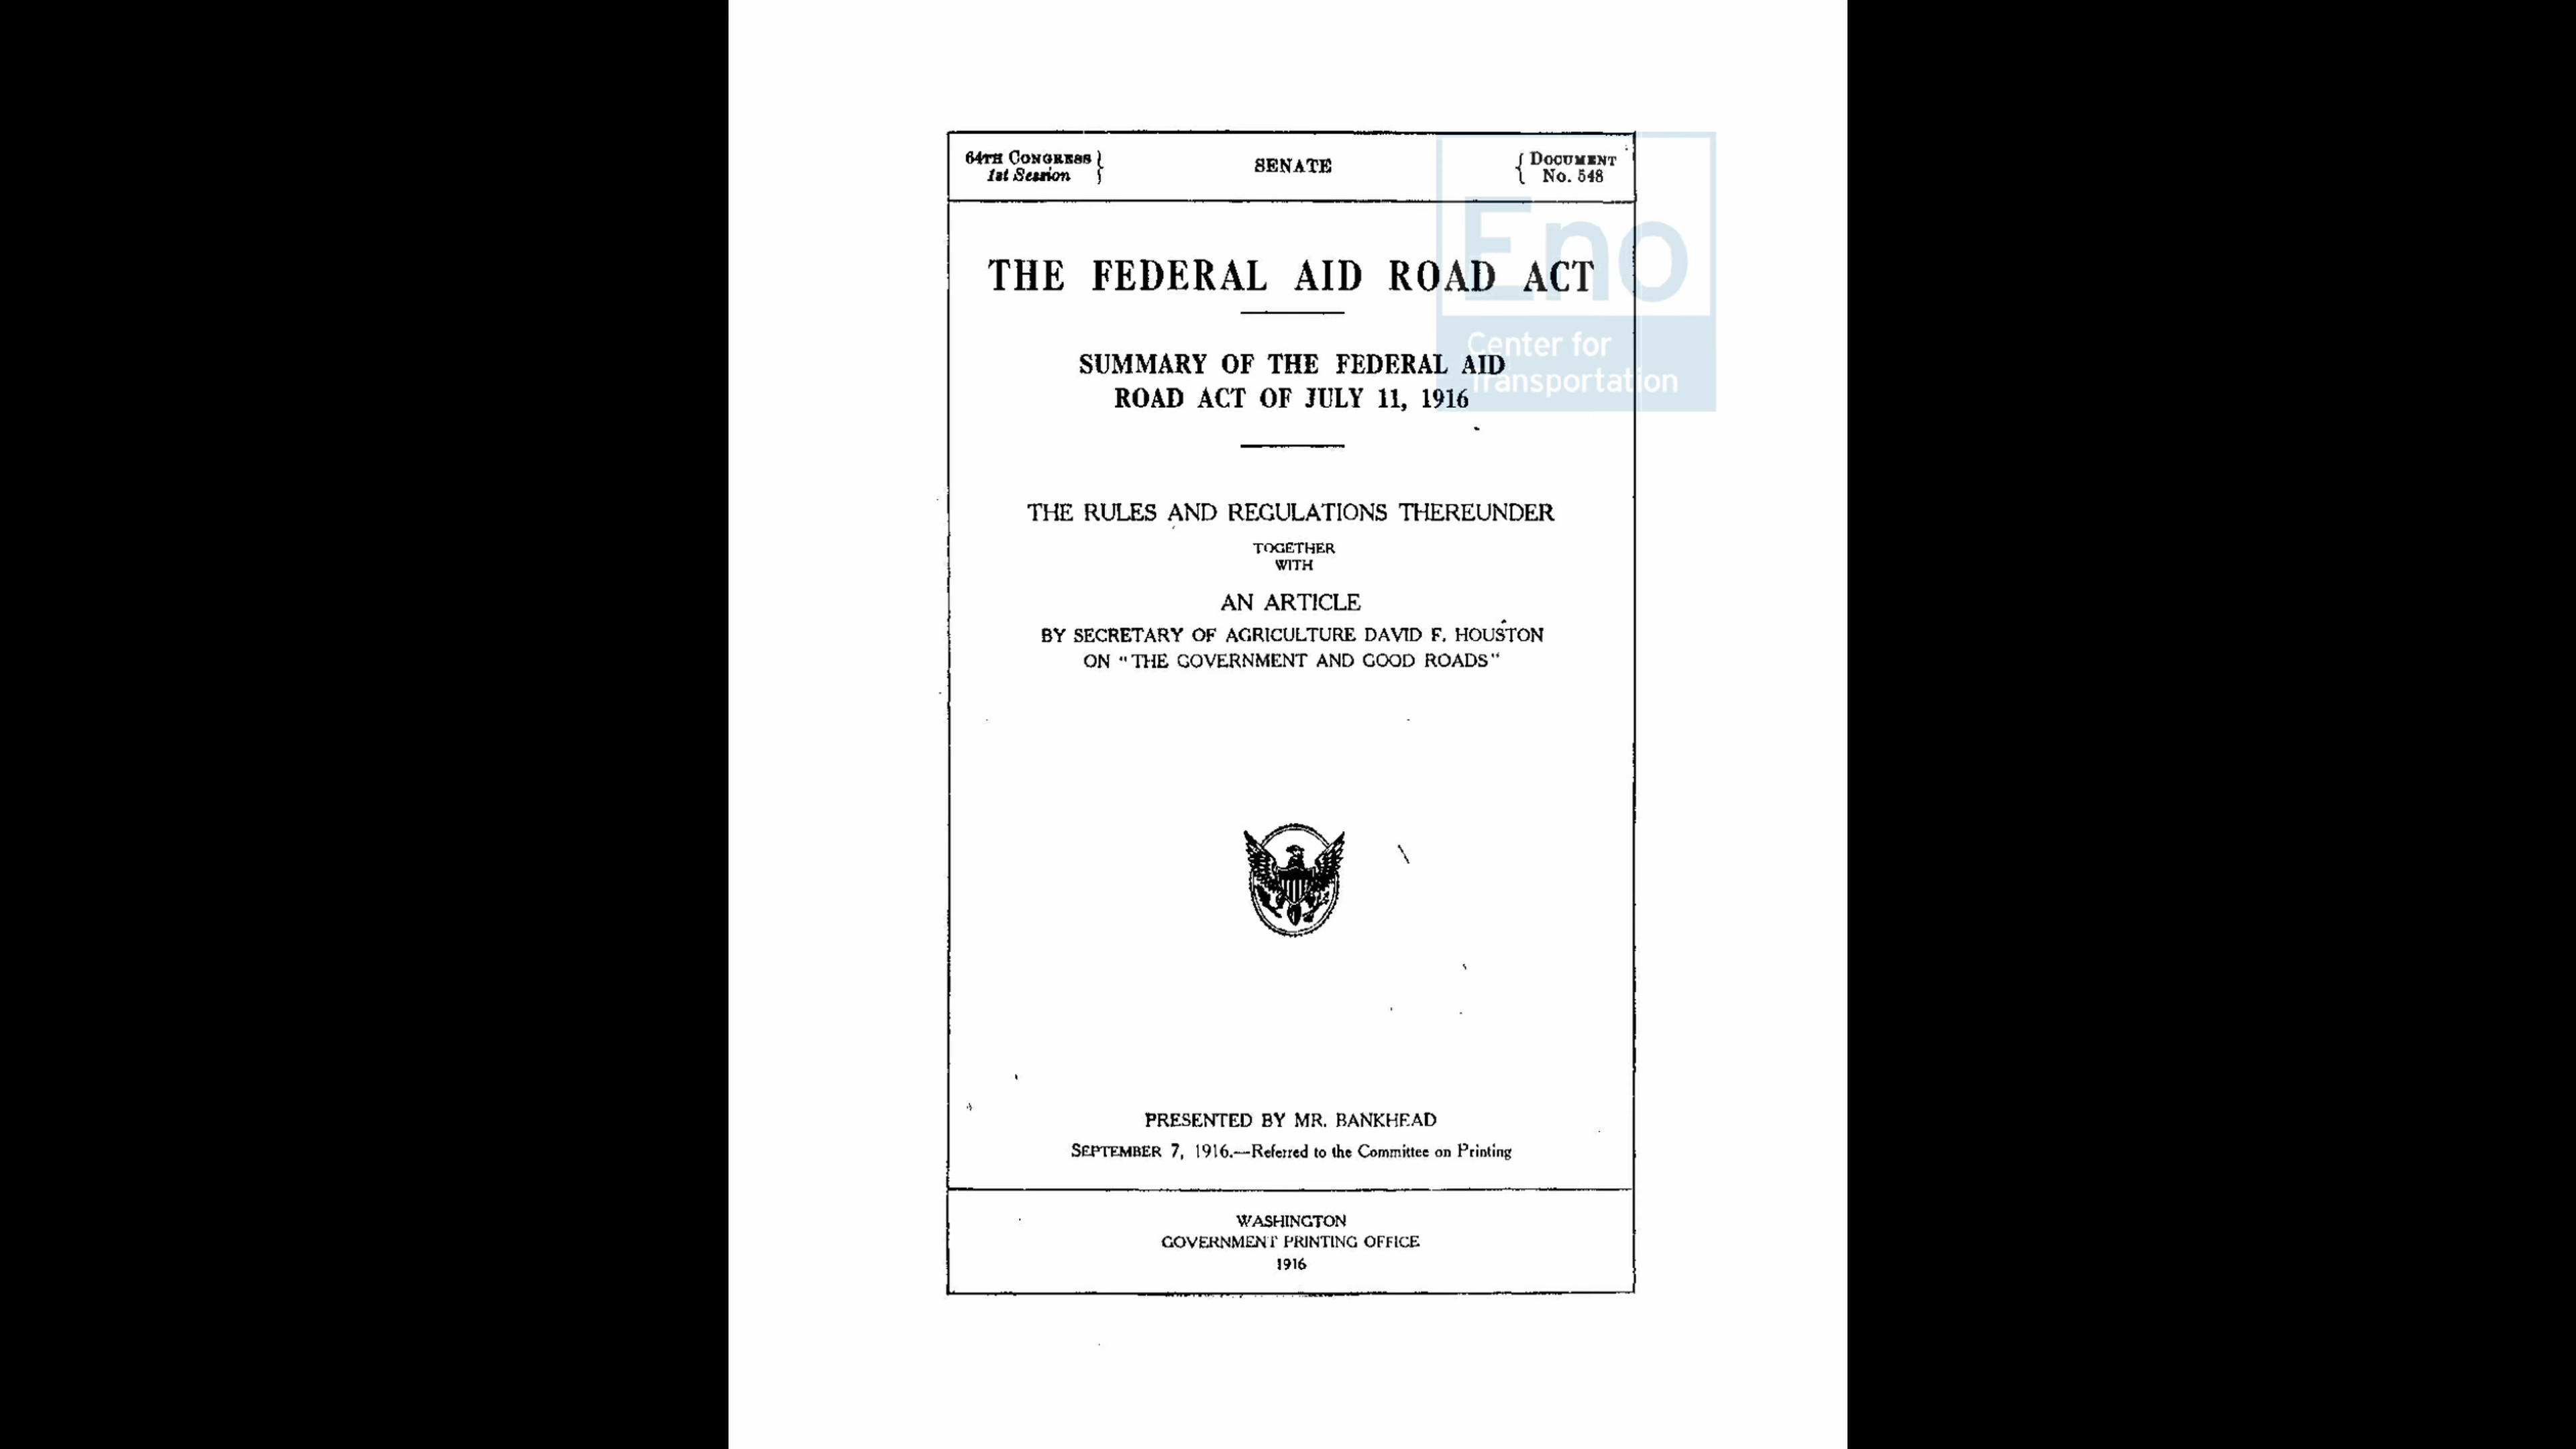 64TH CONGRESS
1st Session
SENATE
DOCUMENT
No. 548
THE FEDERAL AID ROAD ACT
SUMMARY OF THE FEDERAL AID
ROAD ACT OF JULY 11, 1916
THE RULES AND REGULATIONS THEREUNDER
TOGETHER
WITH
AN ARTICLE
BY SECRETARY OF AGRICULTURE DAVID F. HOUSTON
ON "THE GOVERNMENT AND GOOD ROADS"
PRESENTED BY MR. BANKHEAD
SEPTEMBER 7, 1916.—Referred to the Committee on Printing
WASHINGTON
GOVERNMENT PRINTING OFFICE
1916
Eno
Center for
Transportation